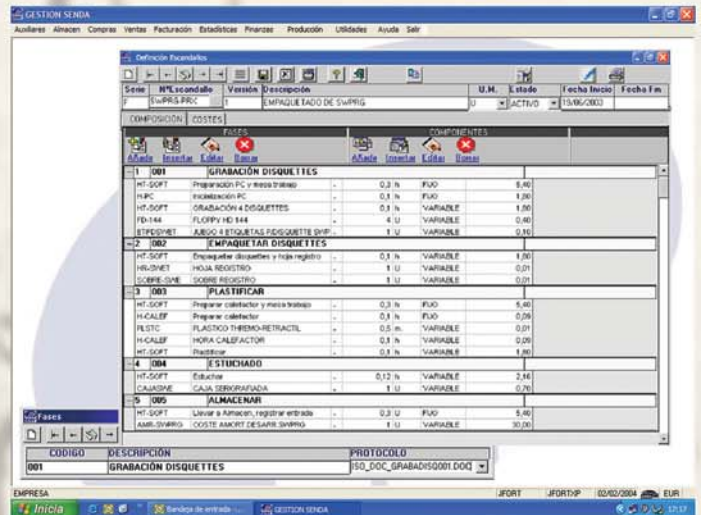 GESTION SENDA
Auxiliares Almacen Compras Ventas Facturación Estadísticas Finanzas Producción Utilidades Ayuda Salir
Definición Escandallos
Serie NºEscandallo Versión Descripción U.M. Estado Fecha Inicio Fecha Fin
F SWPRG-PRIC 1 EMPAQUETADO DE SWPRG U ACTIVO 19/06/2003
COMPOSICIÓN COSTES
FASES COMPONENTES
Añadir Insertar Editar Borrar Añadir Insertar Editar Borrar
1 001 GRABACIÓN DISQUETTES
HT-SOFT Preparación PC y mesa trabajo 0,3 h FIJO 5,40
H-PC Inicialización PC 0,1 h FIJO
HT-SOFT GRABACIÓN 4 DISQUETTES 0,1 h VARIABLE 1,80
FD-144 FLOPPY HD 144 4 U VARIABLE 0,40
JUEGO 4 ETIQUETAS P/DISQUETTE 1 U VARIABLE 0,10
2 002 EMPAQUETAR DISQUETTES
HT-SOFT Empaquetar disquettes y hoja registro 0,1 h VARIABLE 1,80
HR-SWET HOJA REGISTRO 1 U VARIABLE 0,01
SOBRE-SWE SOBRE REGISTRO 1 U VARIABLE 0,01
3 003 PLASTIFICAR
HT-SOFT Preparar calefactor y mesa trabajo 0,3 h FIJO 5,40
H-CALEF Preparar calefactor 0,1 h FIJO 0,09
PLSTC PLASTICO THREMO-RETRACTIL 0,5 m. VARIABLE 0,01
H-CALEF HORA CALEFACTOR 0,1 h VARIABLE 0,09
HT-SOFT Plastificar 0,1 h VARIABLE 1,80
4 004 ESTUCHADO
HT-SOFT Estuchar 0,12 h VARIABLE 2,16
CAJASWE CAJA SERIGRAFIADA 1 U VARIABLE 0,70
5 005 ALMACENAR
HT-SOFT Llevar a Almacen, registrar entrada 0,3 U FIJO 5,40
AMR-SWPRG COSTE AMORT DESARR.SWPRG 1 U VARIABLE 30,00
Fases
CODIGO DESCRIPCIÓN PROTOCOLO
001 GRABACIÓN DISQUETTES ISO_DOC_GRABADISQ001.DOC
EMPRESA JFORT JFORTXP 02/02/2004 EUR
Inicia Bandeja de entrada - ... GESTION SENDA 17:17